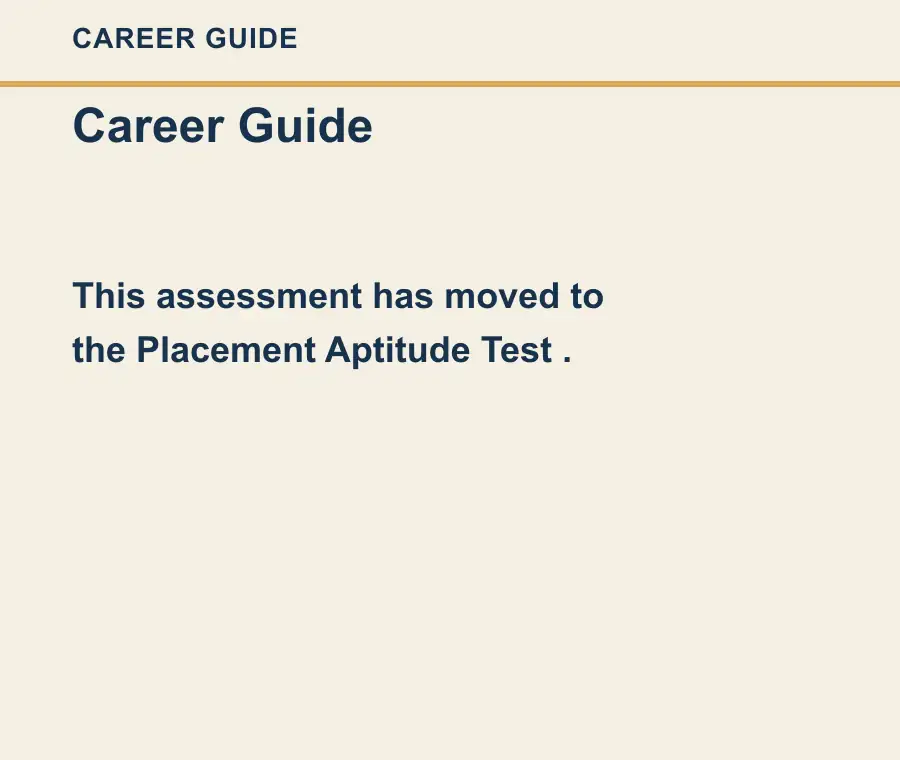 CAREER GUIDE
Career Guide
This assessment has moved to
the Placement Aptitude Test .